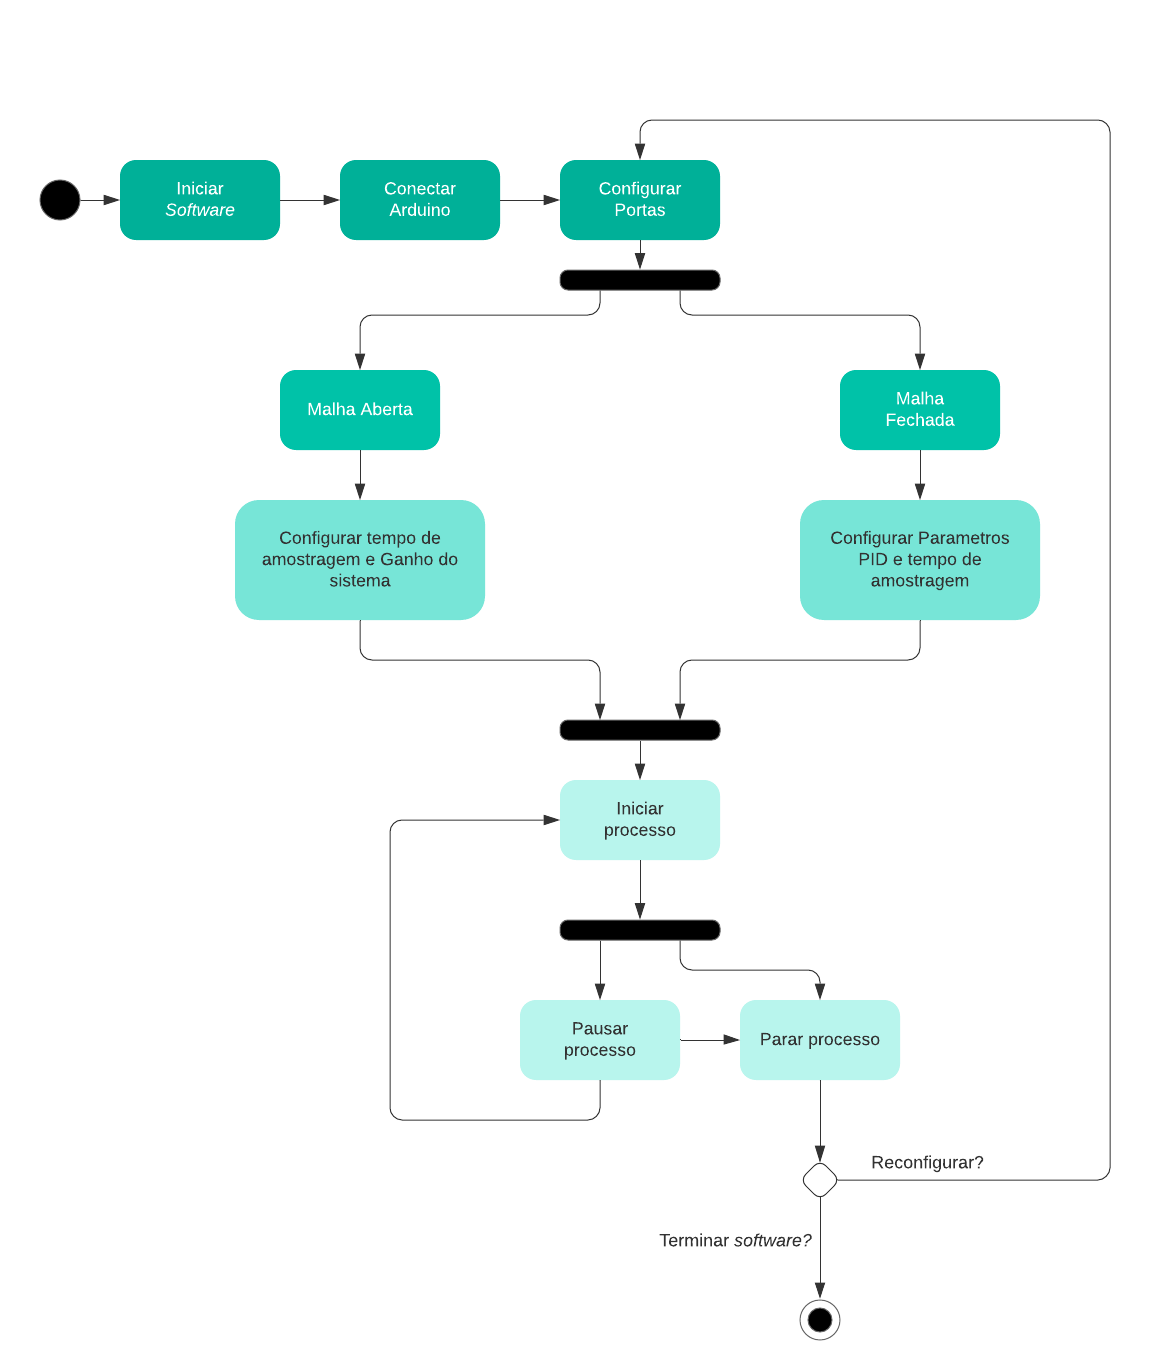 Iniciar
Software
Conectar
Arduino
Configurar
Portas
Malha Aberta
Malha
Fechada
Configurar tempo de
amostragem e Ganho do
sistema
Configurar Parametros
PID e tempo de
amostragem
Iniciar
processo
Pausar
processo
Parar processo
Reconfigurar?
Terminar software?